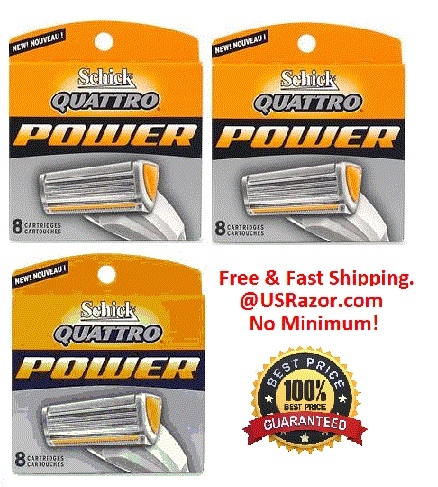 NEW! NOUVEAU!
Schick
QUATTRO
POWER
8 CARTRIDGES
CARTOUCHES
NEW! NOUVEAU!
Schick
QUATTRO
POWER
8 CARTRIDGES
CARTOUCHES
NEW! NOUVEAU!
Schick
QUATTRO
POWER
8 CARTRIDGES
CARTOUCHES
Free & Fast Shipping.
@USRazor.com
No Minimum!
BEST PRICE
100%
BEST PRICE
GUARANTEED